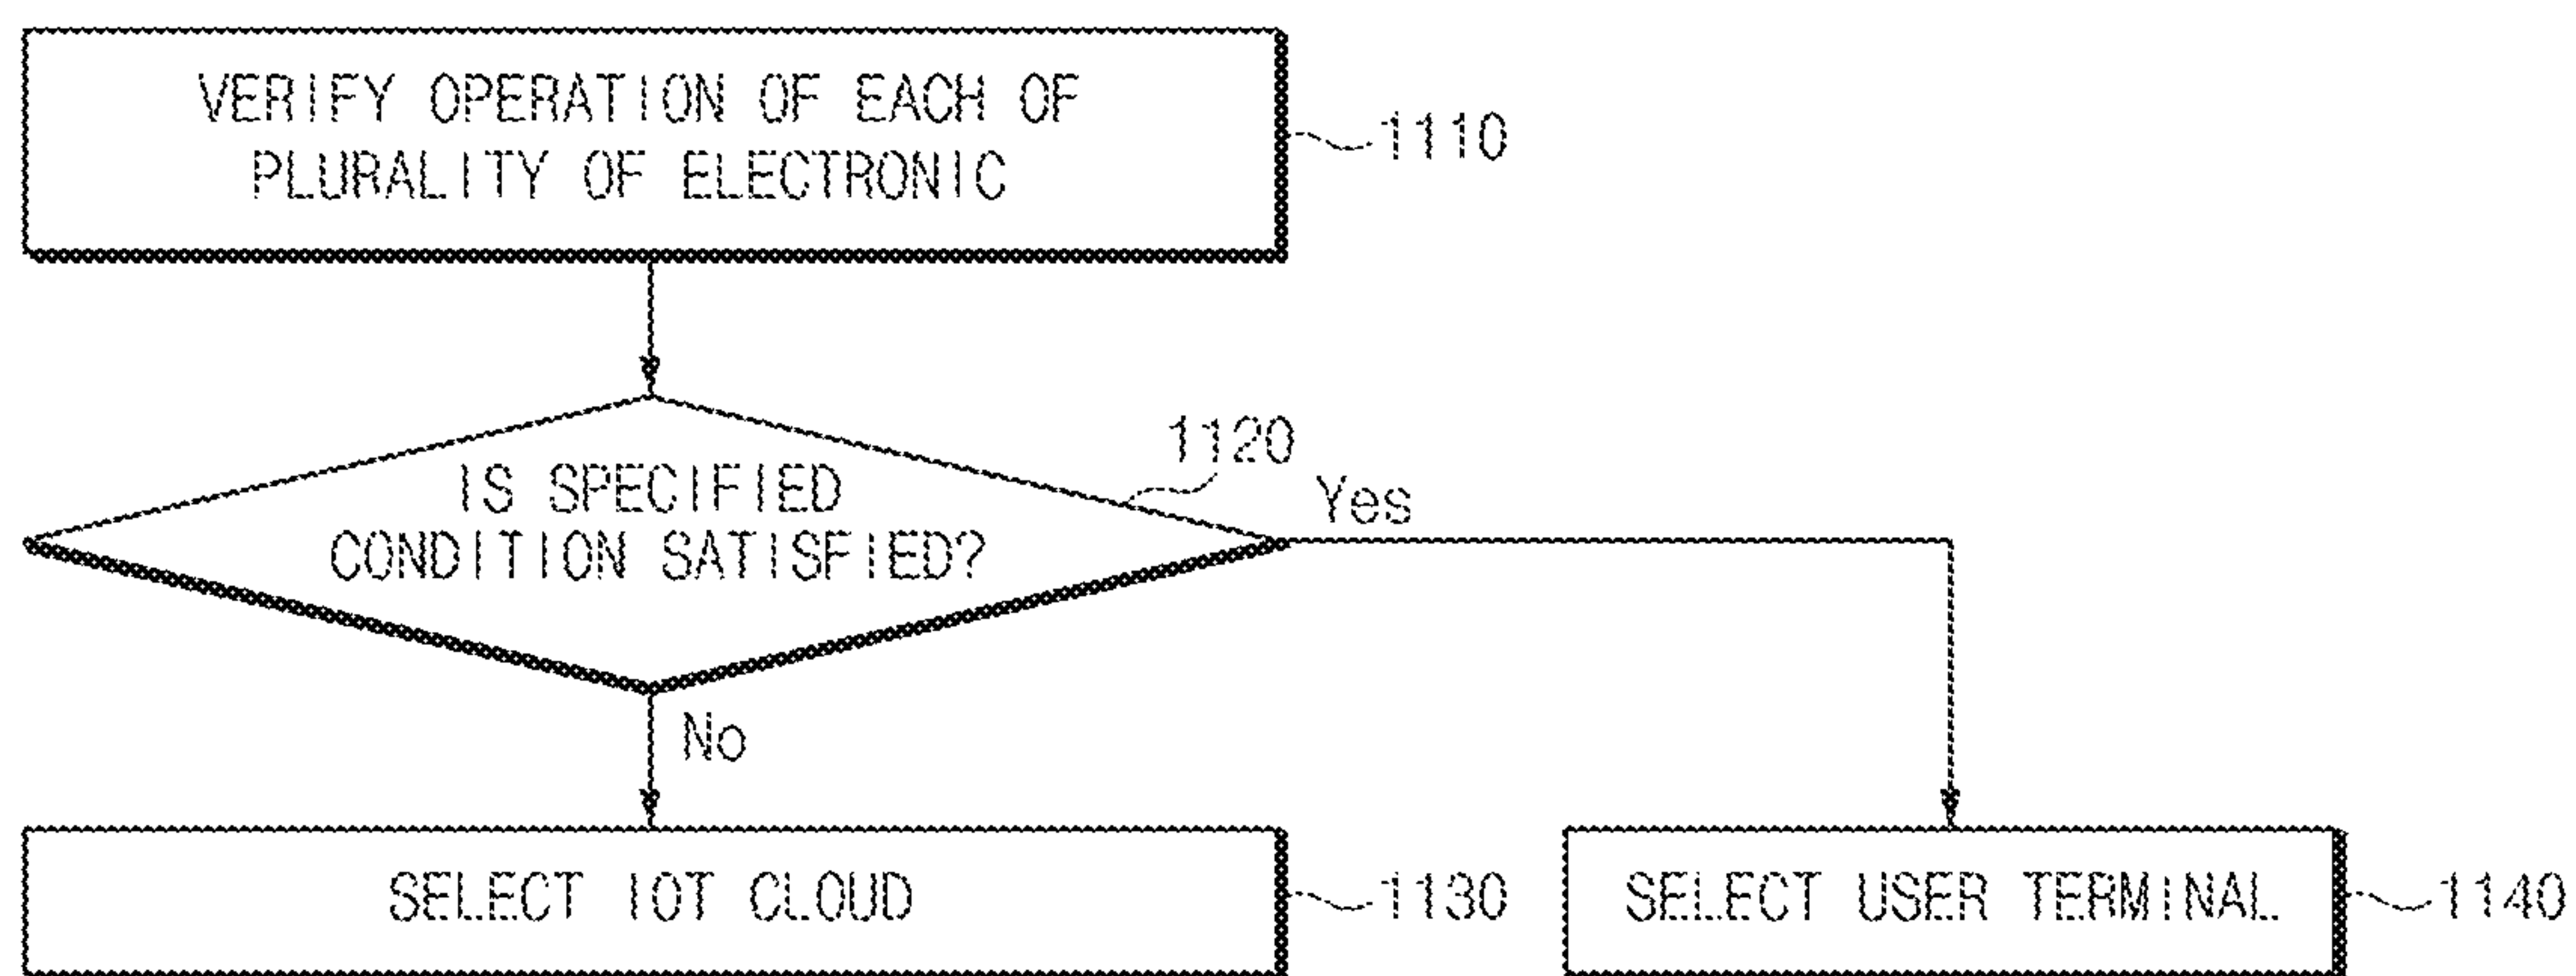 VERIFY OPERATION OF EACH OF
PLURALITY OF ELECTRONIC
1110
1120
IS SPECIFIED
CONDITION SATISFIED?
Yes
No
SELECT IOT CLOUD
1130
SELECT USER TERMINAL
1140